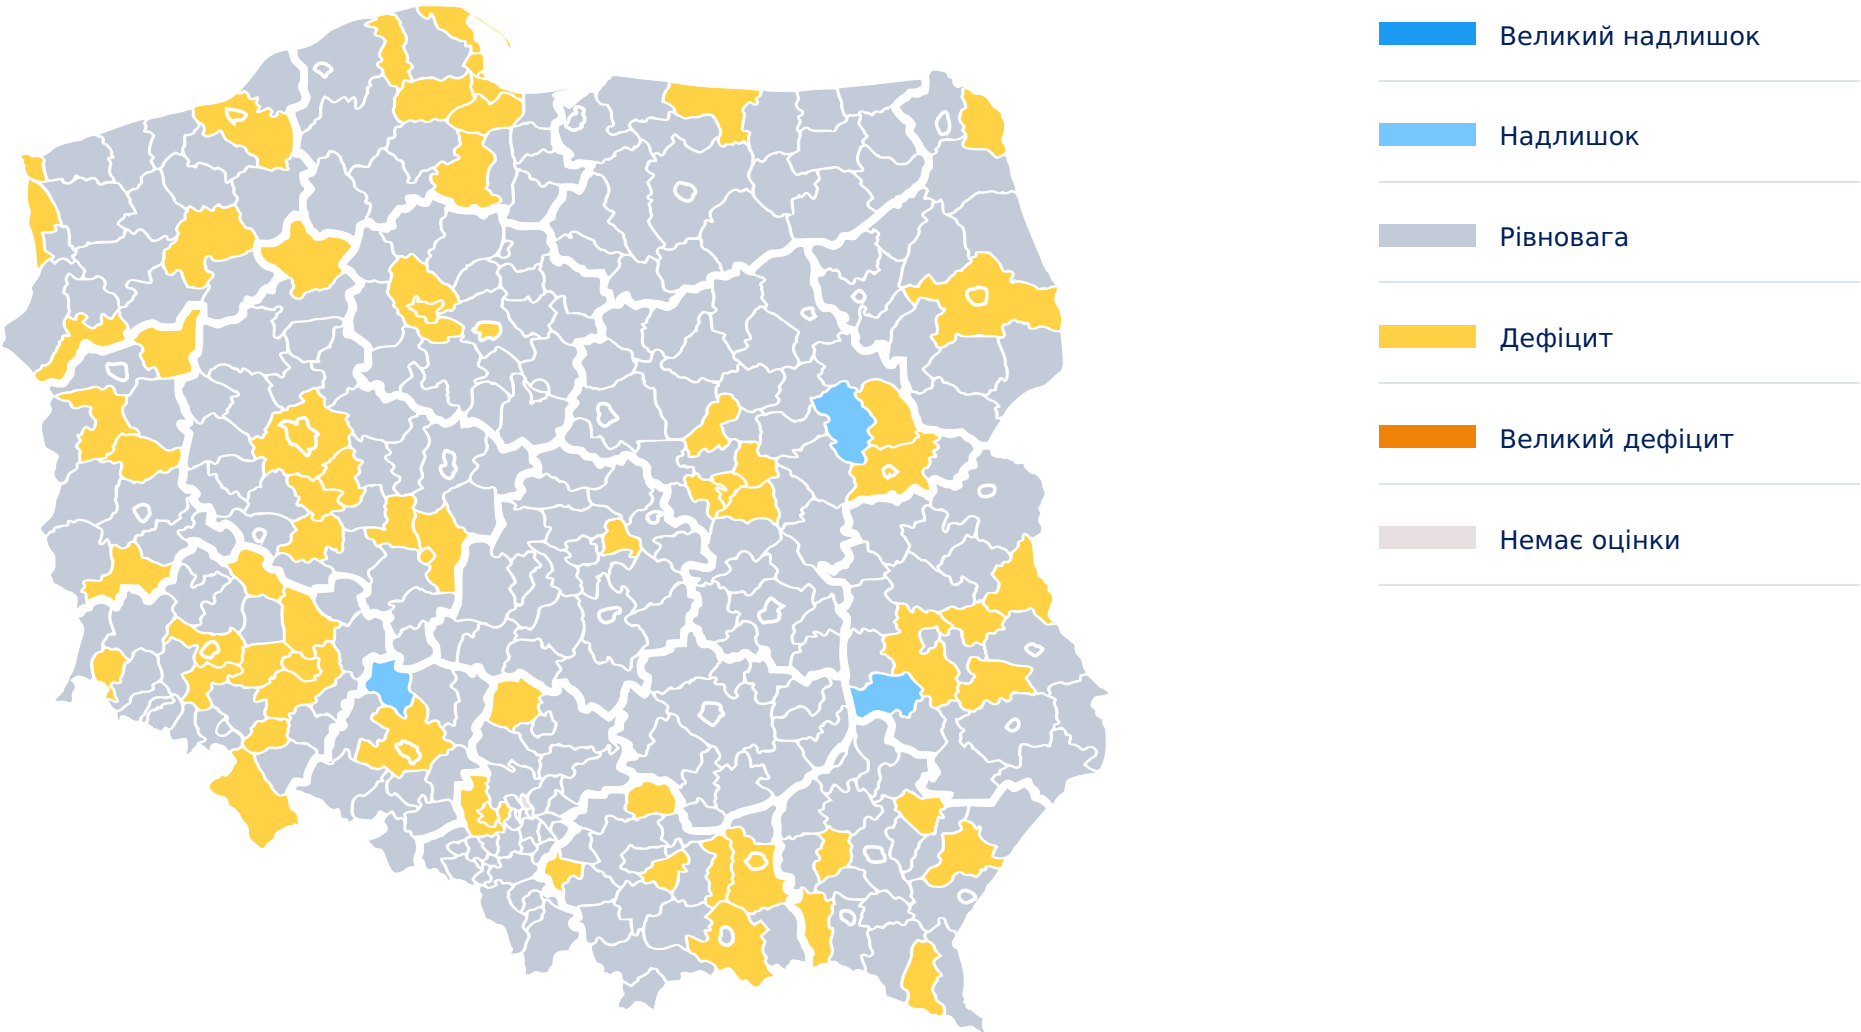 Великий надлишок
Надлишок
Рівновага
Дефіцит
Великий дефіцит
Немає оцінки